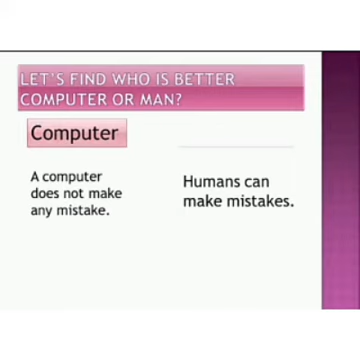 LET'S FIND WHO IS BETTER
COMPUTER OR MAN?
Computer
A computer
does not make
any mistake.
Humans can
make mistakes.